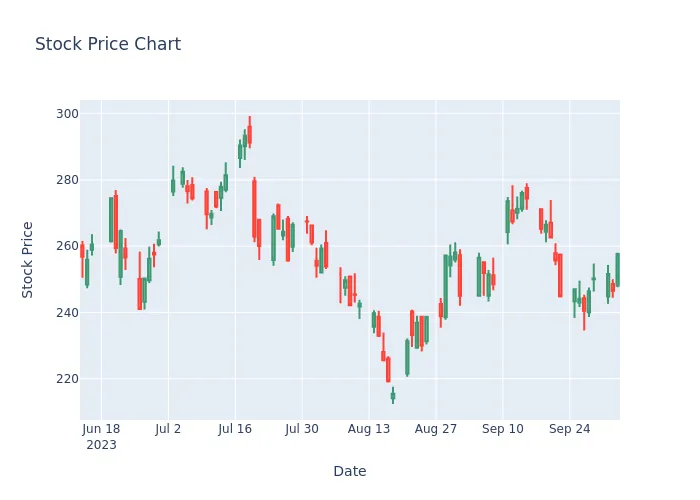 Stock Price Chart
Stock Price
300
280
260
240
220
Jun 18
2023
Jul 2
Jul 16
Jul 30
Aug 13
Aug 27
Sep 10
Sep 24
Date